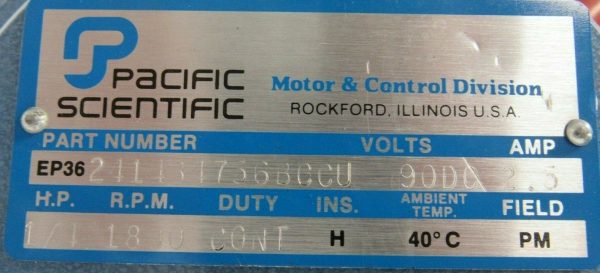 PACIFIC
SCIENTIFIC
Motor & Control Division
ROCKFORD, ILLINOIS U.S.A.
PART NUMBER VOLTS AMP
EP36 90DC
H.P. R.P.M. DUTY INS. AMBIENT TEMP. FIELD
CONT H 40°C PM